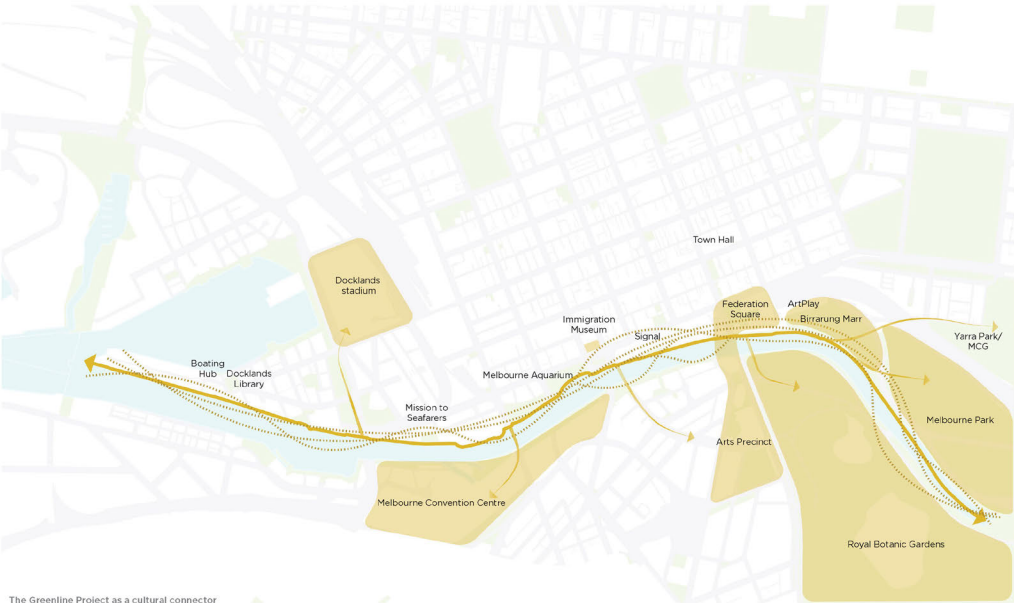 Town Hall
Docklands
stadium
Federation
Square
ArtPlay
Birrarung Marr
Immigration
Museum
Signal
Yarra Park/
MCG
Boating
Hub
Docklands
Library
Melbourne Aquarium
Mission to
Seafarers
Melbourne Park
Arts Precinct
Melbourne Convention Centre
Royal Botanic Gardens
The Greenline Project as a cultural connector